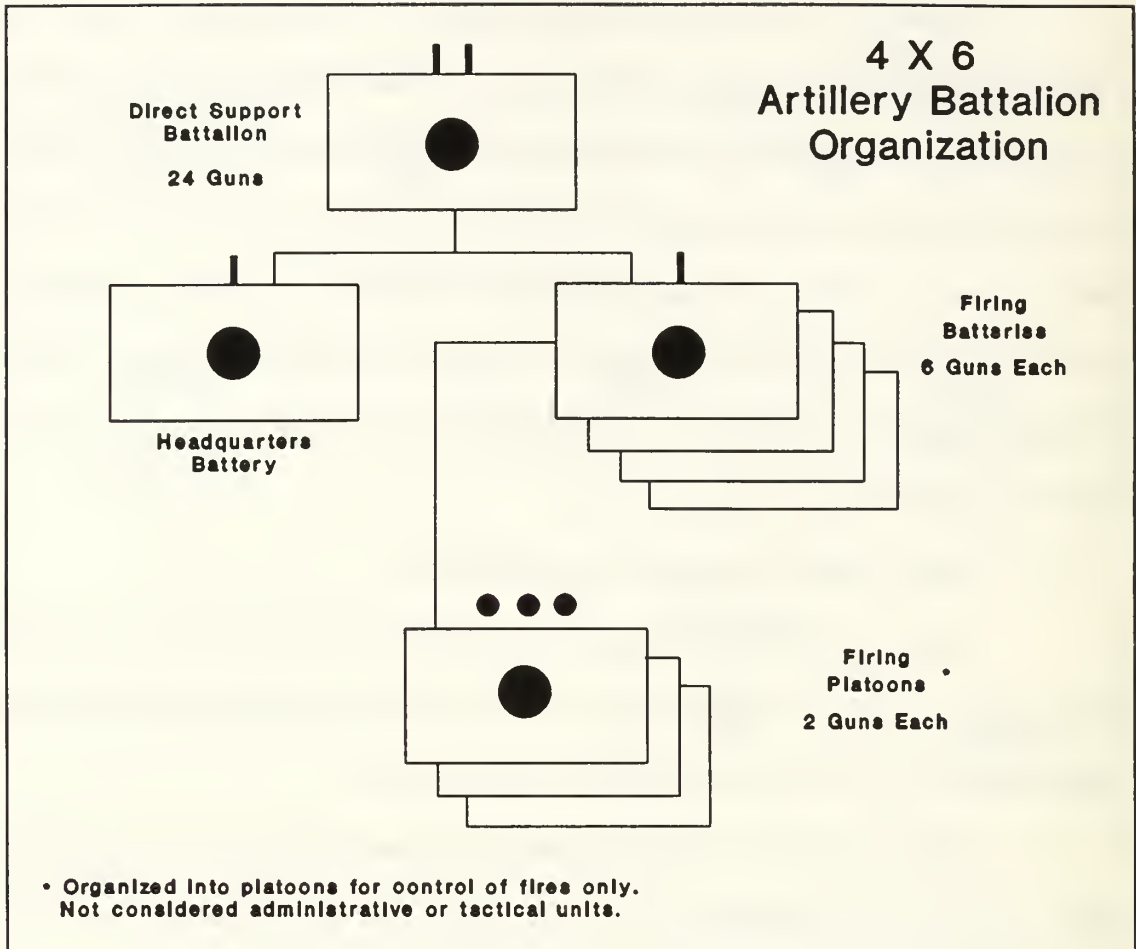 4 X 6
Artillery Battalion
Organization
Direct Support
Battalion
24 Guns
Firing
Batteries
6 Guns Each
Headquarters
Battery
Firing
Platoons *
2 Guns Each
* Organized into platoons for control of fires only.
Not considered administrative or tactical units.